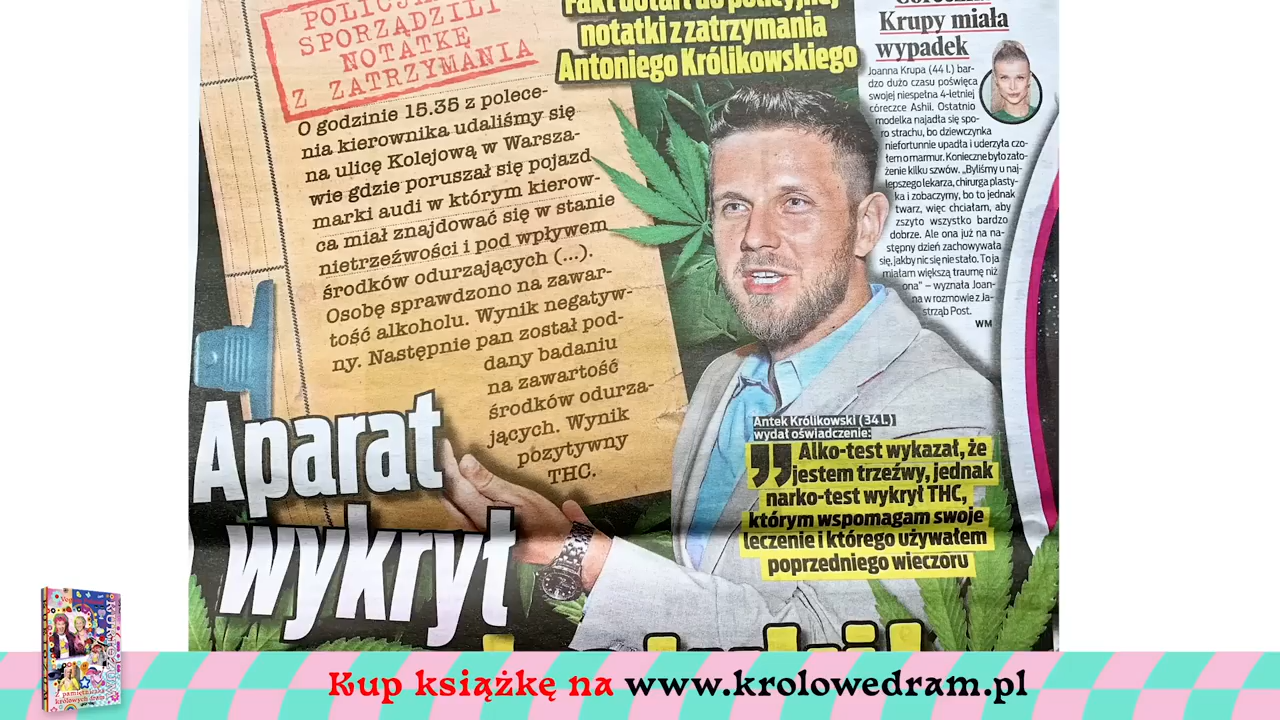 POLICJA
SPORZĄDZILI
NOTATKĘ
Z ZATRZYMANIA
O godzinie 15.35 z polece-
nia kierownika udaliśmy się
na ulicę Kolejową w Warsza-
wie gdzie poruszał się pojazd
marki audi w którym kierow-
ca miał znajdować się w stanie
nietrzeźwości i pod wpływem
środków odurzających (...).
Osobę sprawdzono na zawar-
tość alkoholu. Wynik negatyw-
ny. Następnie pan został pod-
dany badaniu
na zawartość
środków odurza-
jących. Wynik
pozytywny
THC.
Aparat
wykrył
Fakt dotarł do policyjnej
notatki z zatrzymania
Antoniego Królikowskiego
Antek Królikowski (34 l.)
wydał oświadczenie:
Alko-test wykazał, że
jestem trzeźwy, jednak
narko-test wykrył THC,
którym wspomagam swoje
leczenie i którego używałem
poprzedniego wieczoru
Krupy miała
wypadek
Joanna Krupa (44 l.) bar-
dzo dużo czasu poświęca
swojej niespełna 4-letniej
córeczce Ashii. Ostatnio
modelka najadła się spo-
ro strachu, bo dziewczynka
niefortunnie upadła i uderzyła czo-
łem o marmur. Konieczne było zało-
żenie kilku szwów. „Byliśmy u naj-
lepszego lekarza, chirurga plasty-
ka i zobaczymy, bo to jednak
twarz, więc chciałam, aby
zszyto wszystko bardzo
dobrze. Ale ona już na na-
stępny dzień zachowywała
się, jakby nic się nie stało. To ja
miałam większą traumę niż
ona” – wyznała Joan-
na w rozmowie z Ja-
strząb Post.
WM
Z pamiętnika
królowych dram
Kup książkę na www.krolowedram.pl